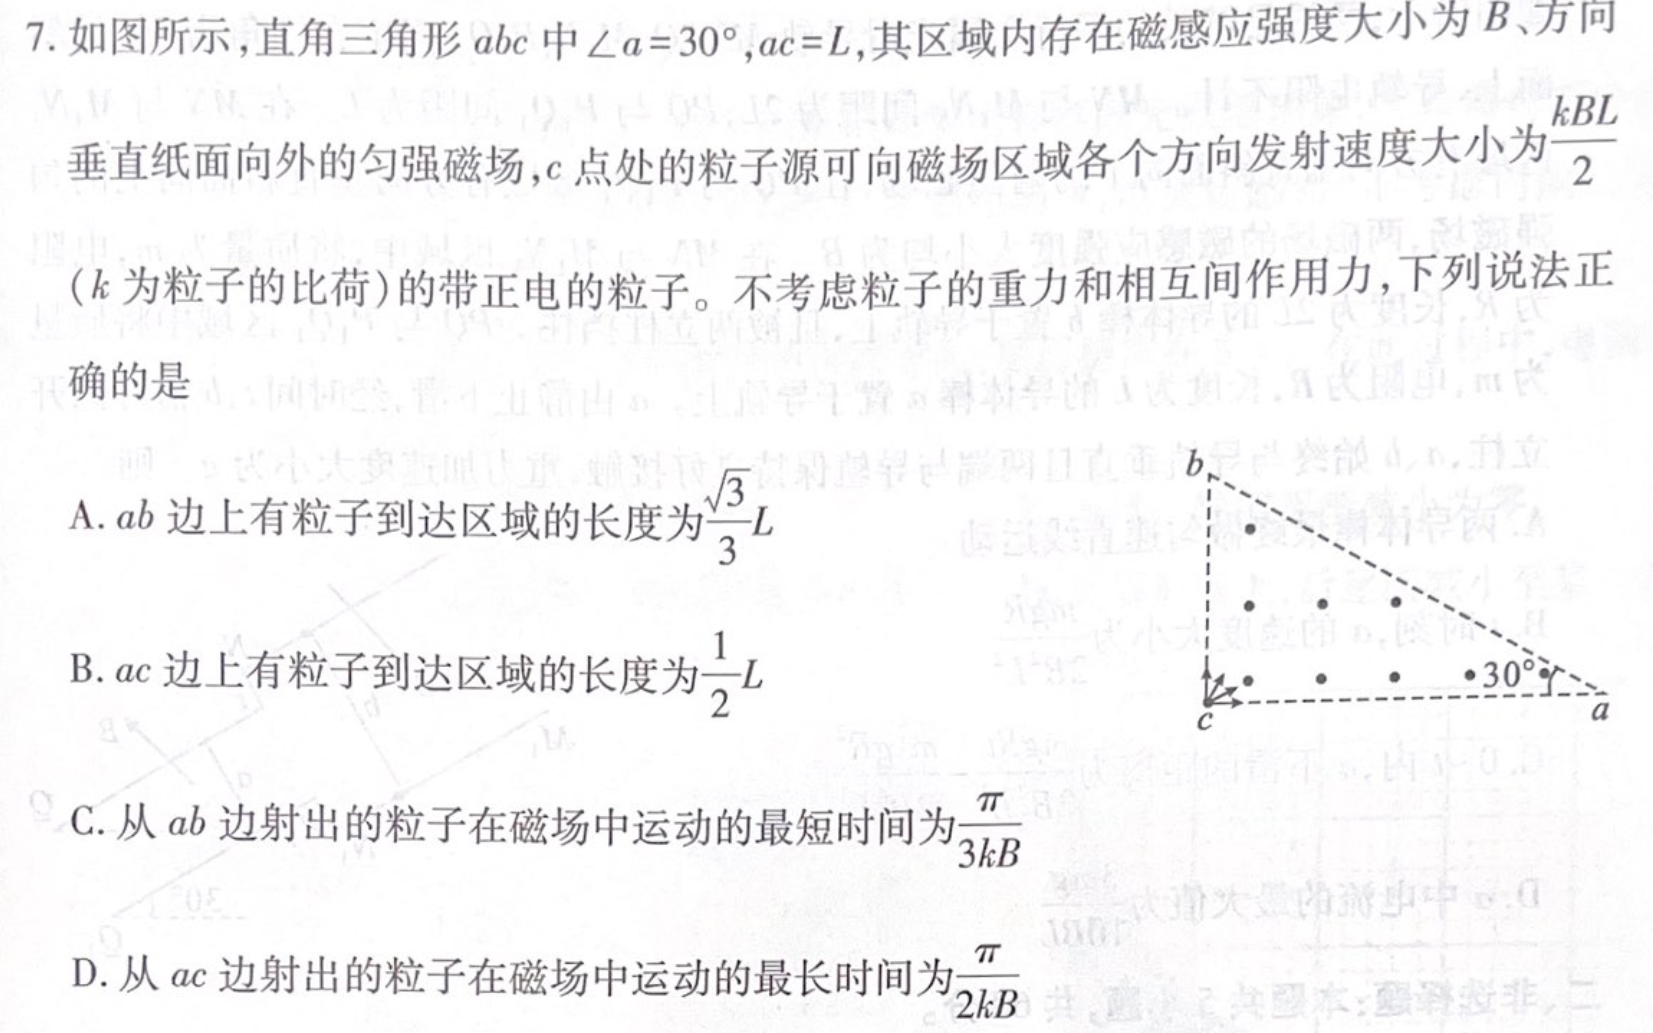 7. 如图所示,直角三角形 abc 中∠a=30°,ac=L,其区域内存在磁感应强度大小为 B、方向
垂直纸面向外的匀强磁场,c 点处的粒子源可向磁场区域各个方向发射速度大小为kBL/2
(k 为粒子的比荷)的带正电的粒子。不考虑粒子的重力和相互间作用力,下列说法正
确的是
A. ab 边上有粒子到达区域的长度为√3/3 L
B. ac 边上有粒子到达区域的长度为1/2 L
C. 从 ab 边射出的粒子在磁场中运动的最短时间为π/3kB
D. 从 ac 边射出的粒子在磁场中运动的最长时间为π/2kB
b
30°
c
a